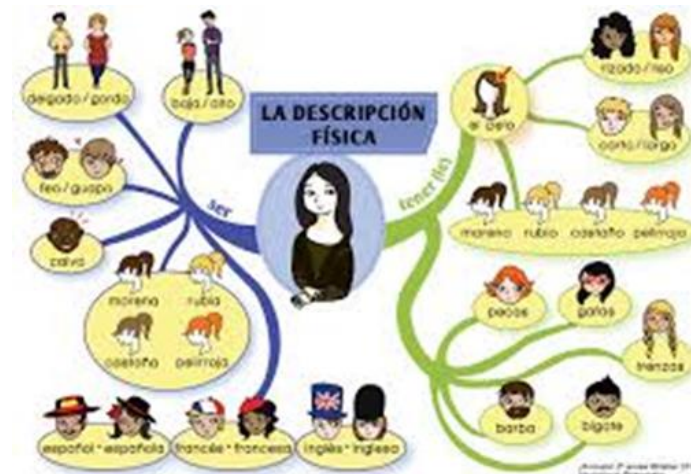 LA DESCRIPCIÓN
FÍSICA
ser
tener (le)
delgado / gordo
bajo / alto
feo / guapo
calvo
morena rubia
castaña pelirroja
español • española
francés • francesa
inglés • inglesa
el pelo
rizado / liso
corto / largo
moreno rubio castaño pelirrojo
pecas
gafas
trenzas
barba
bigote